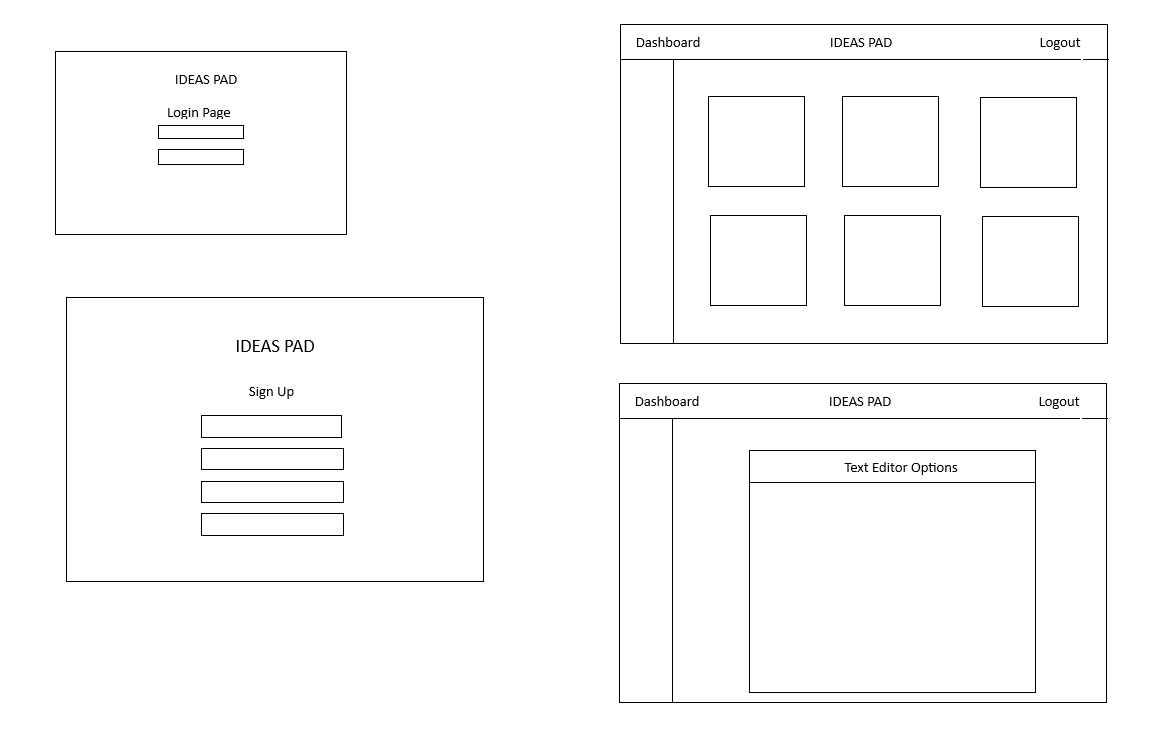 IDEAS PAD
Login Page
IDEAS PAD
Sign Up
Dashboard IDEAS PAD Logout
Dashboard IDEAS PAD Logout
Text Editor Options